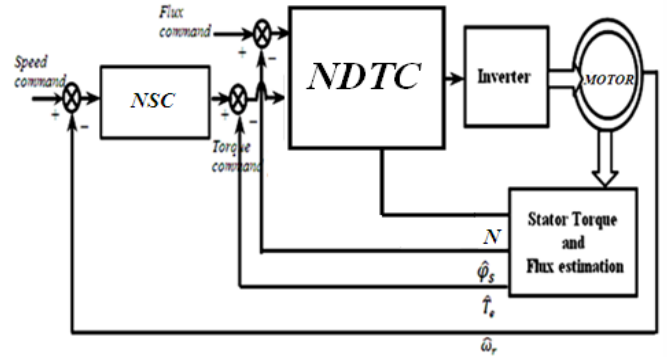 Flux
command
+
−
Speed
command
+
−
NSC
+
−
Torque
command
NDTC
Inverter
MOTOR
Stator Torque
and
Flux estimation
N
φ̂s
T̂e
ω̂r